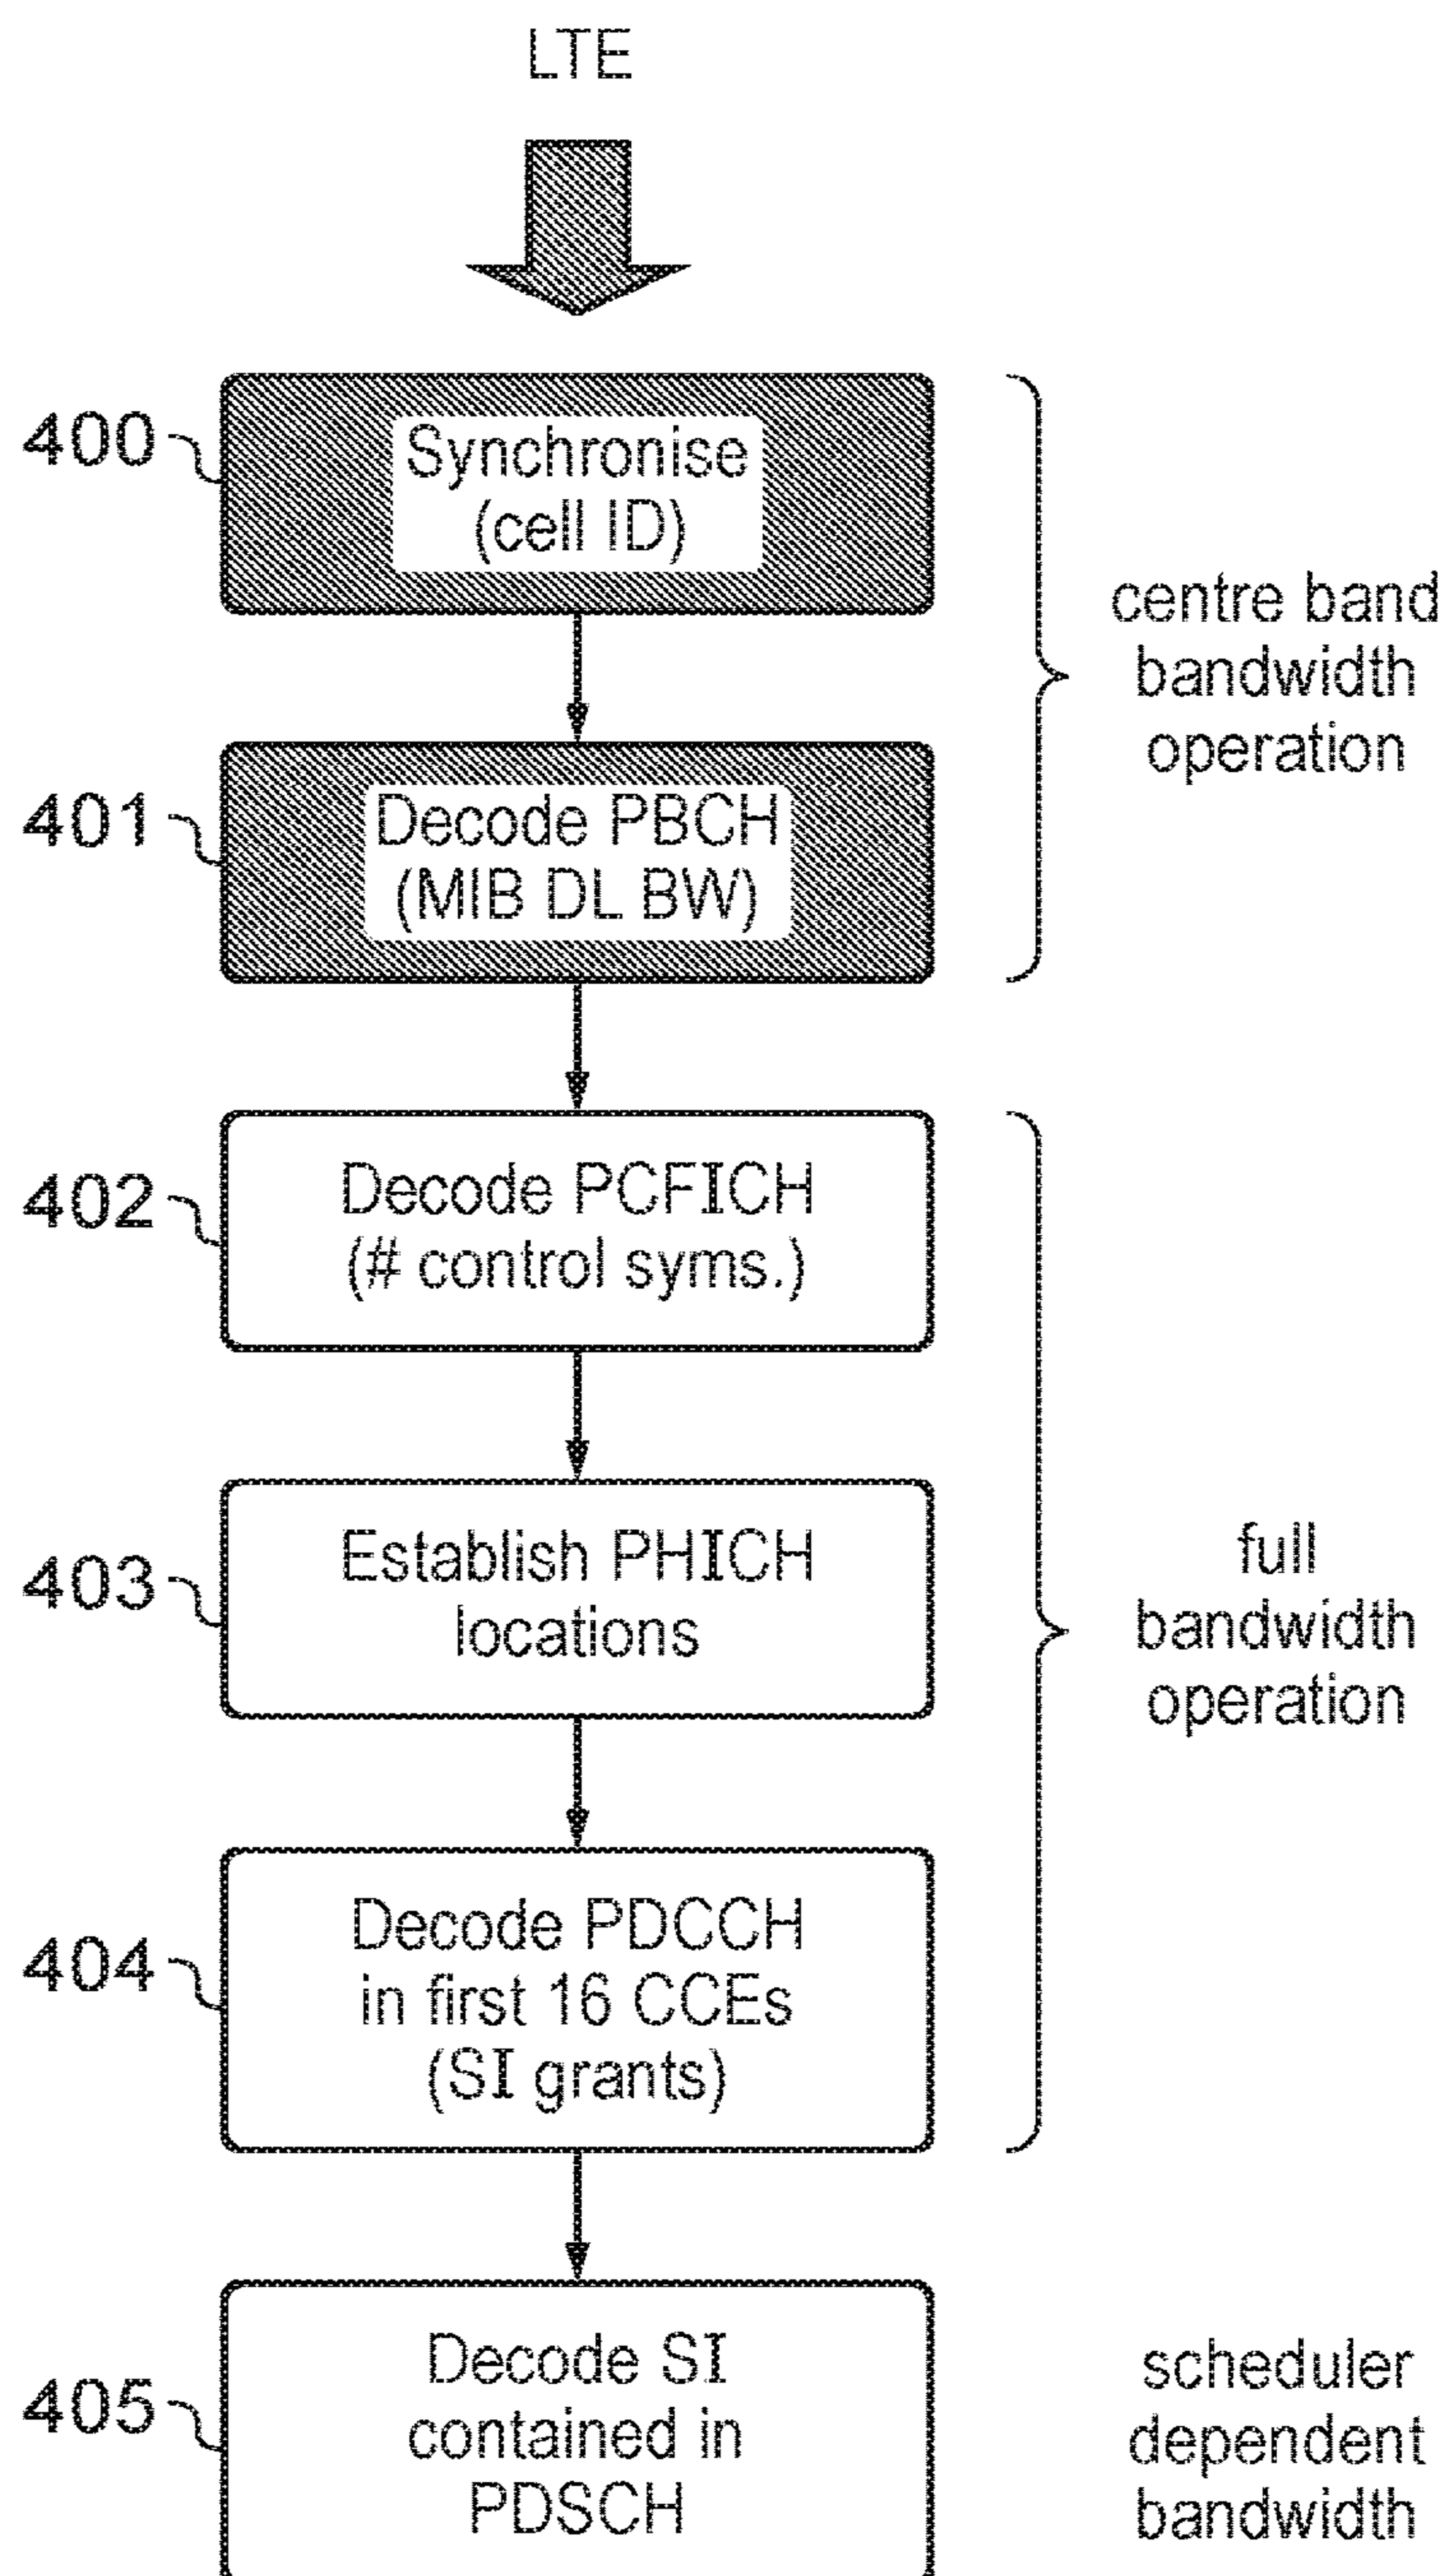 LTE
400
Synchronise
(cell ID)
centre band
bandwidth
operation
401
Decode PBCH
(MIB DL BW)
402
Decode PCFICH
(# control syms.)
403
Establish PHICH
locations
full
bandwidth
operation
404
Decode PDCCH
in first 16 CCEs
(SI grants)
405
Decode SI
contained in
PDSCH
scheduler
dependent
bandwidth